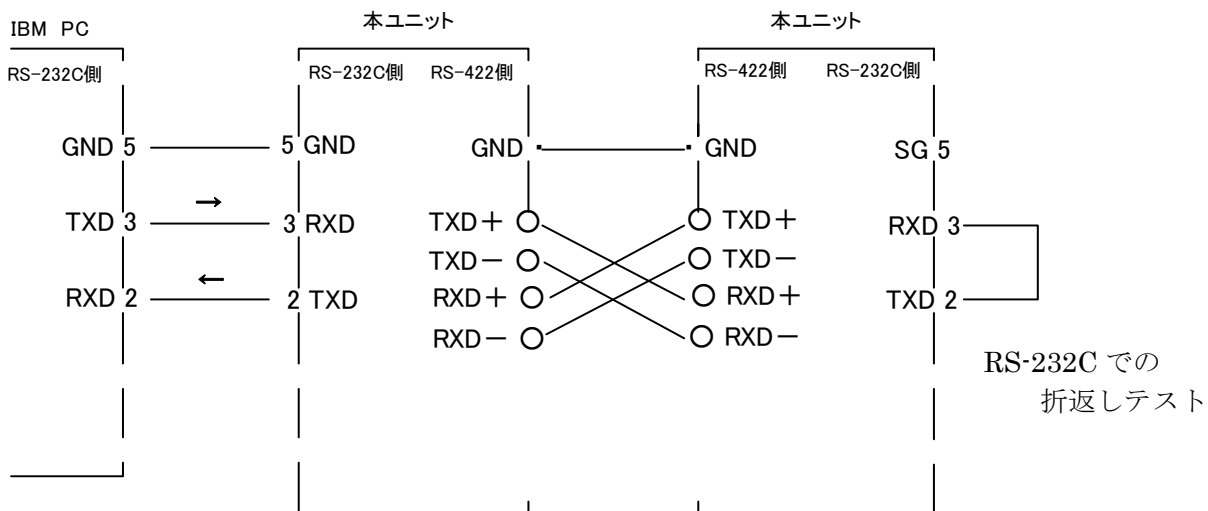 IBM PC
本ユニット
本ユニット
RS-232C側
RS-232C側
RS-422側
RS-422側
RS-232C側
GND 5
5 GND
GND
GND
SG 5
→
TXD 3
3 RXD
TXD+
TXD+
RXD 3
←
TXD-
TXD-
RXD 2
2 TXD
RXD+
RXD+
TXD 2
RXD-
RXD-
RS-232C での
折返しテスト